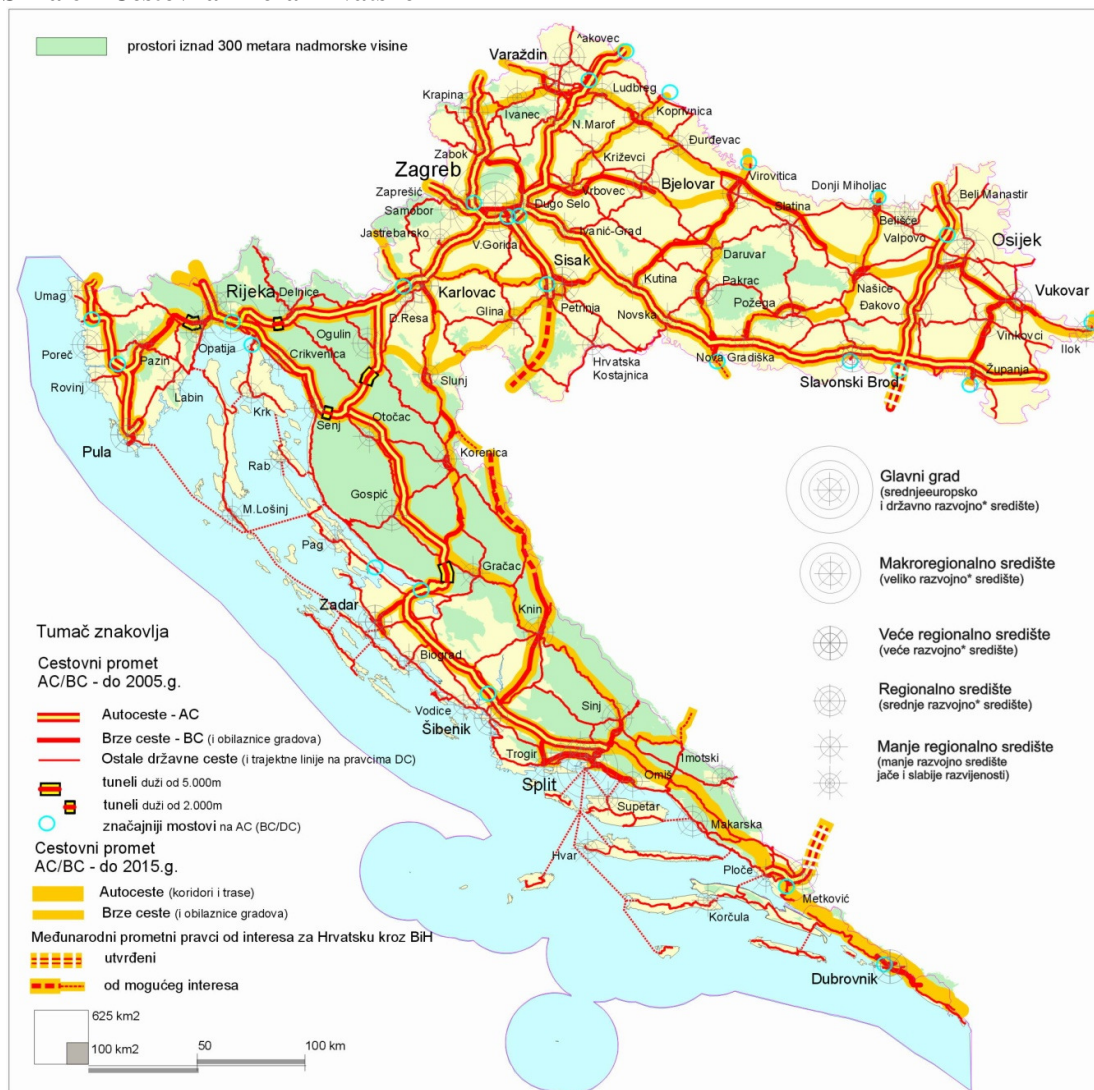 prostori iznad 300 metara nadmorske visine
^akovec
Varaždin
Ludbreg
Krapina
Ivanec
Koprivnica
N.Marof
Đurđevac
Zabok
Križevci
Zagreb
Bjelovar
Virovitica
Donji Miholjac
Beli Manastir
Zaprešić
Vrbovec
Samobor
Dugo Selo
Slatina
Belišće
Jastrebarsko
Valpovo
Osijek
V.Gorica
Ivanić-Grad
Sisak
Daruvar
Umag
Rijeka
Delnice
Karlovac
Kutina
Pakrac
Našice
Vukovar
Petrinja
Požega
Đakovo
D.Resa
Glina
Novska
Ogulin
Vinkovci
Poreč
Opatija
Pazin
Crikvenica
Hrvatska
Kostajnica
Nova Gradiška
Ilok
Rovinj
Slunj
Slavonski Brod
Županja
Labin
Krk
Senj
Otočac
Pula
Korenica
Rab
Gospić
M.Lošinj
Pag
Gračac
Zadar
Knin
Biograd
Vodice
Šibenik
Sinj
Trogir
Imotski
Split
Omiš
Supetar
Makarska
Hvar
Ploče
Metković
Korčula
Dubrovnik
Glavni grad
(srednjeeuropsko
i državno razvojno* središte)
Makroregionalno središte
(veliko razvojno* središte)
Veće regionalno središte
(veće razvojno* središte)
Regionalno središte
(srednje razvojno* središte)
Manje regionalno središte
(manje razvojno središte
jače i slabije razvijenosti)
Tumač znakovlja
Cestovni promet
AC/BC - do 2005.g.
Autoceste - AC
Brze ceste - BC (i obilaznice gradova)
Ostale državne ceste (i trajektne linije na pravcima DC)
tuneli duži od 5.000m
tuneli duži od 2.000m
značajniji mostovi na AC (BC/DC)
Cestovni promet
AC/BC - do 2015.g.
Autoceste (koridori i trase)
Brze ceste (i obilaznice gradova)
Međunarodni prometni pravci od interesa za Hrvatsku kroz BiH
utvrđeni
od mogućeg interesa
625 km2
100 km2
50
100 km